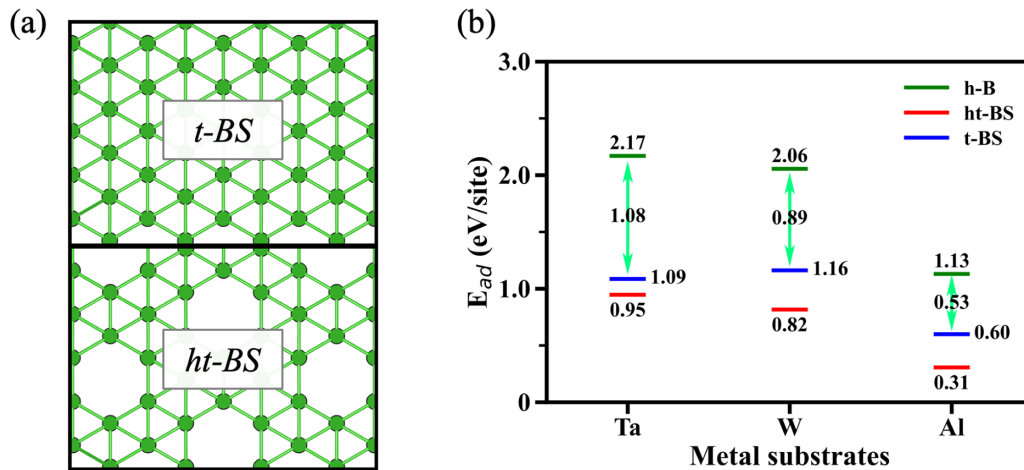 (a)
t-BS
ht-BS
(b)
E_ad (eV/site)
3.0
2.0
1.0
0
h-B
ht-BS
t-BS
2.17
1.08
1.09
0.95
2.06
0.89
1.16
0.82
1.13
0.53
0.60
0.31
Ta W Al
Metal substrates